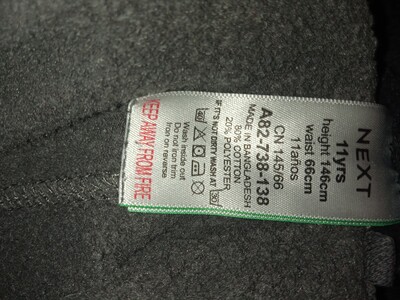 NEXT
11yrs
height 146cm
waist 66cm
11años
CN 145/66
A82-738-138
MADE IN BANGLADESH
80% COTTON
20% POLYESTER
IF IT'S NOT DIRTY WASH AT 30
40
Wash inside out
Do not iron trim
Iron on reverse
KEEP AWAY FROM FIRE